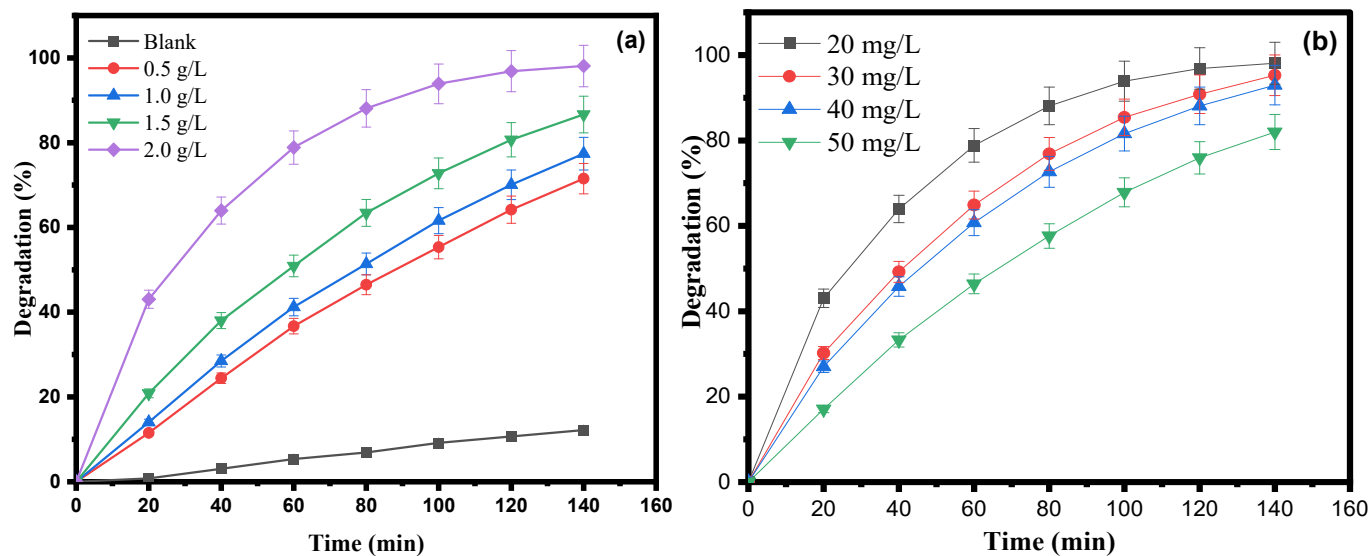 (a)
Blank
0.5 g/L
1.0 g/L
1.5 g/L
2.0 g/L
Degradation (%)
100
80
60
40
20
0
0 20 40 60 80 100 120 140 160
Time (min)
(b)
20 mg/L
30 mg/L
40 mg/L
50 mg/L
Degradation (%)
100
80
60
40
20
0
0 20 40 60 80 100 120 140 160
Time (min)